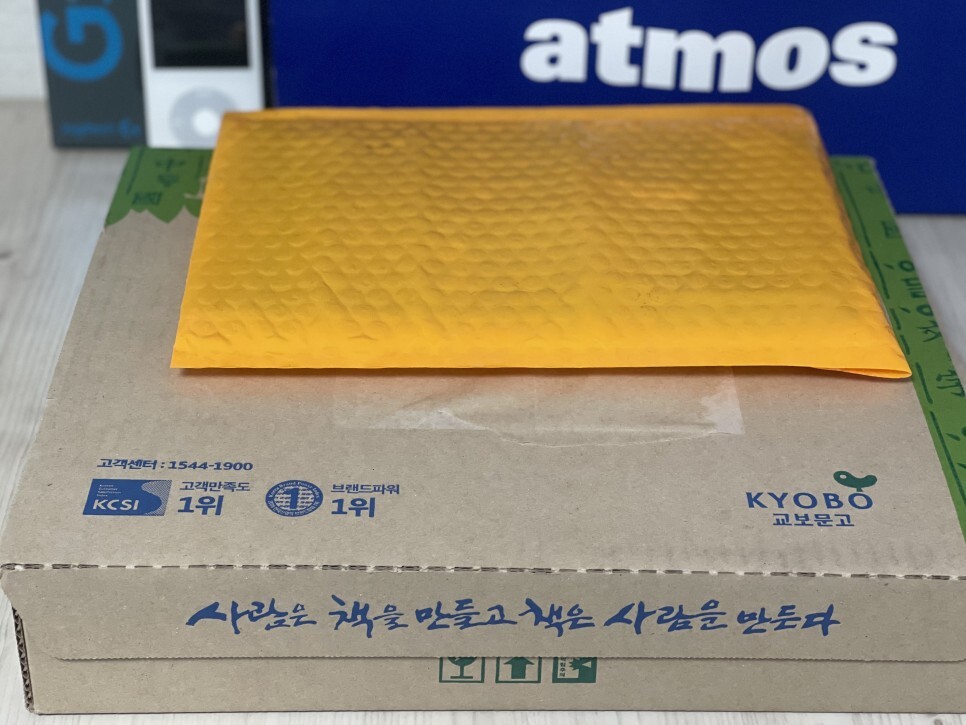 atmos
고객센터 : 1544-1900
KCSI
고객만족도
1위
1
브랜드파워
1위
KYOBO
교보문고
사람은 책을 만들고 책은 사람을 만든다